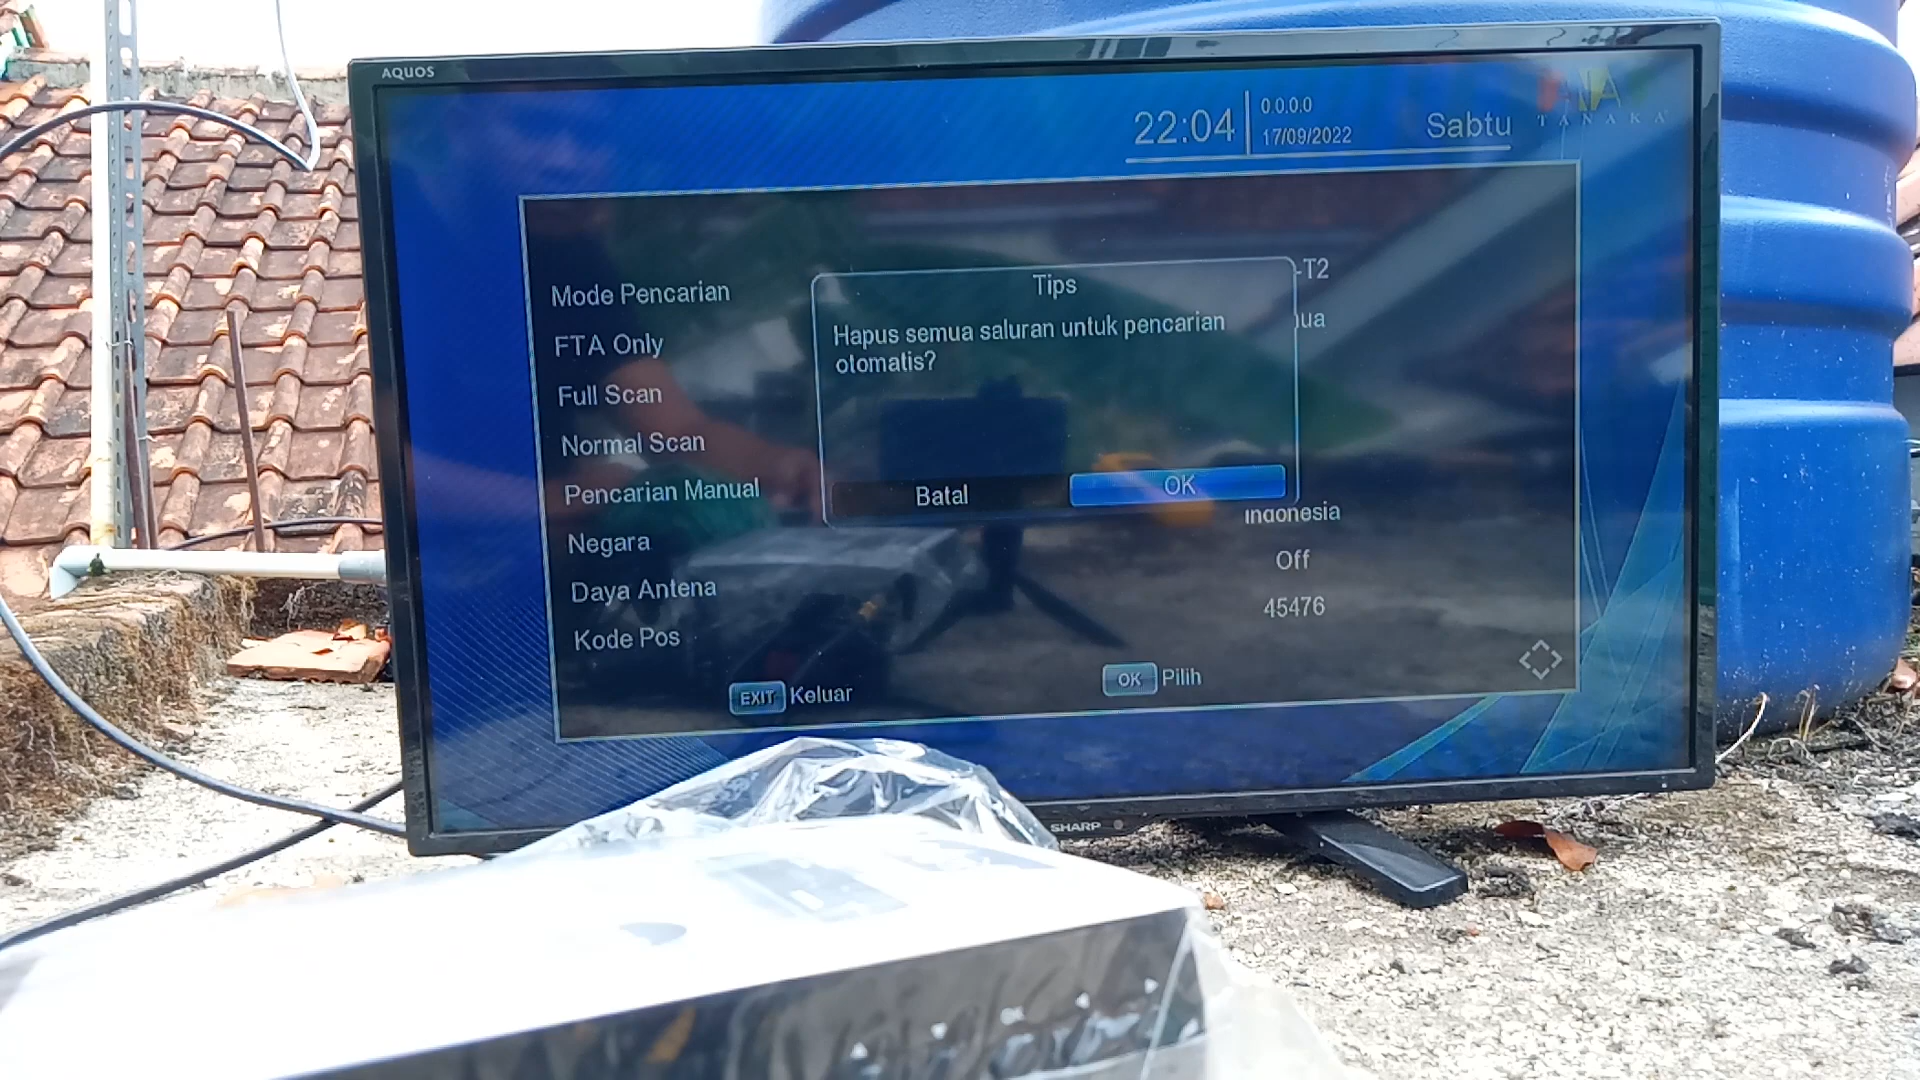 AQUOS
22:04
0.0.0.0
17/09/2022
Sabtu
TANAKA
Tips
Hapus semua saluran untuk pencarian
otomatis?
Batal
OK
Mode Pencarian
-T2
FTA Only
Full Scan
Normal Scan
Pencarian Manual
Negara
Indonesia
Daya Antena
Off
Kode Pos
45476
EXIT Keluar
OK Pilih
SHARP
OK